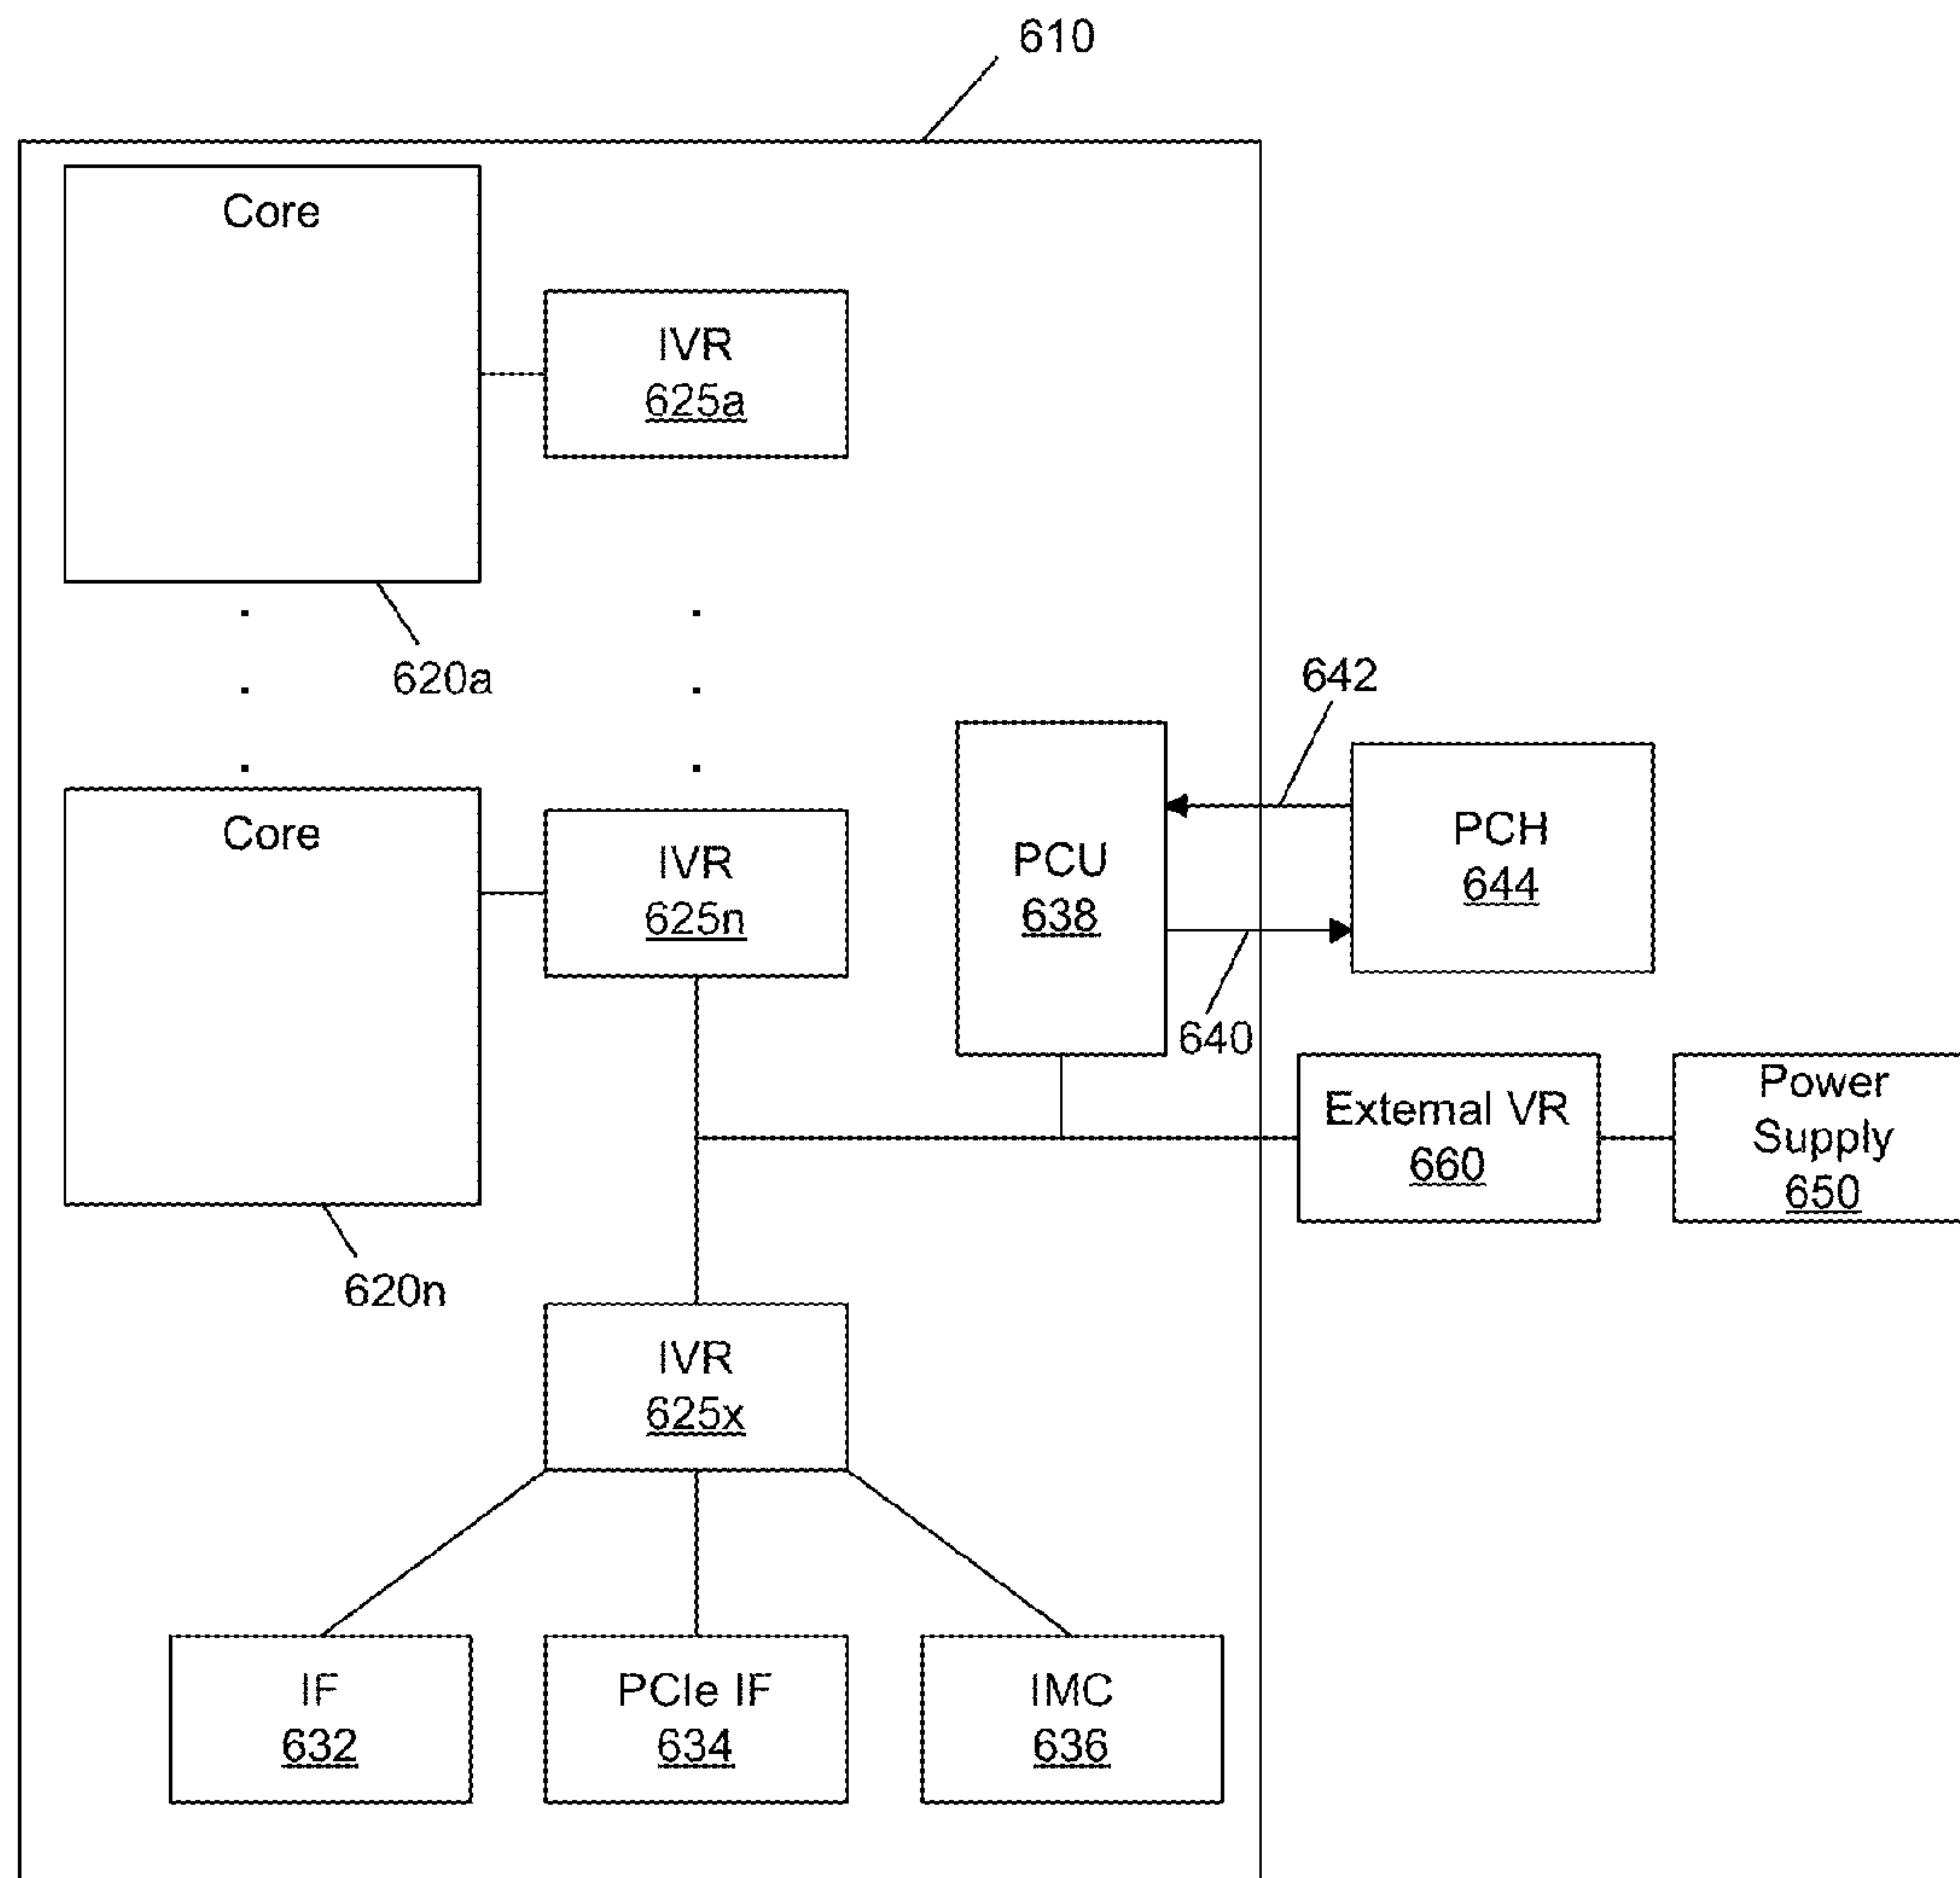 610
Core
IVR
625a
620a
642
Core
IVR
625n
PCU
638
PCH
644
640
External VR
660
Power
Supply
650
620n
IVR
625x
IF
632
PCIe IF
634
IMC
636